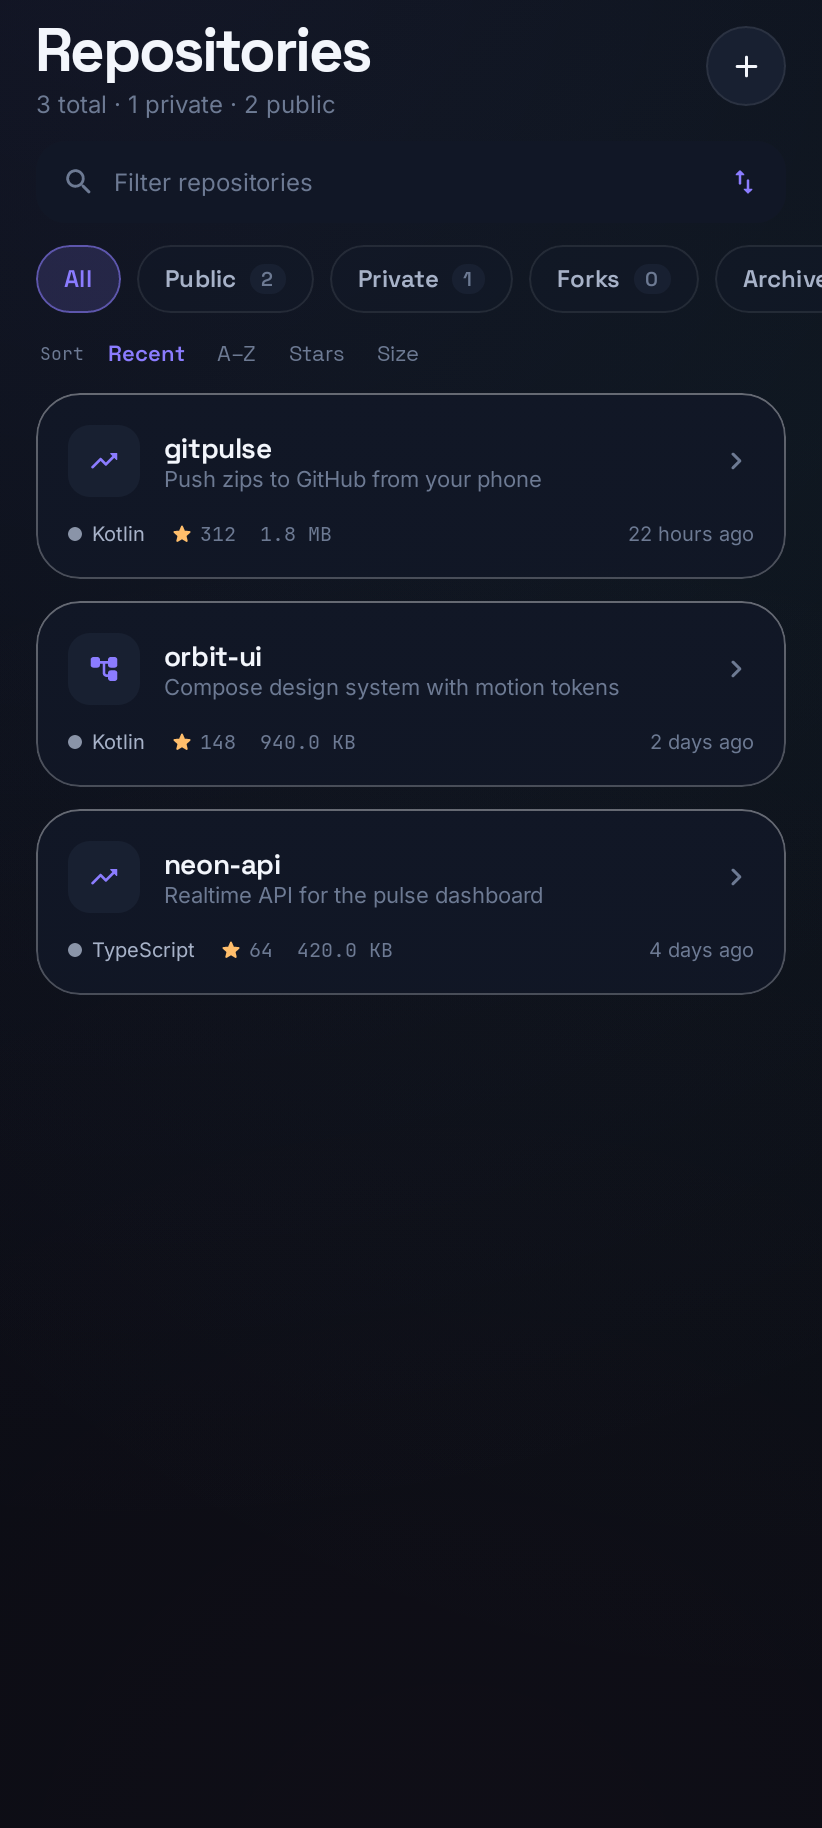 Repositories
3 total · 1 private · 2 public
Filter repositories
All Public 2 Private 1 Forks 0 Archive
Sort Recent A–Z Stars Size
gitpulse
Push zips to GitHub from your phone
Kotlin 312 1.8 MB 22 hours ago
orbit-ui
Compose design system with motion tokens
Kotlin 148 940.0 KB 2 days ago
neon-api
Realtime API for the pulse dashboard
TypeScript 64 420.0 KB 4 days ago